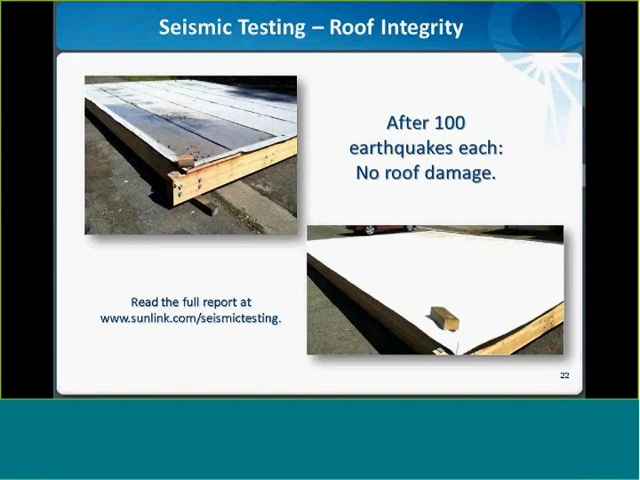 Seismic Testing – Roof Integrity
After 100
earthquakes each:
No roof damage.
Read the full report at
www.sunlink.com/seismictesting.
22